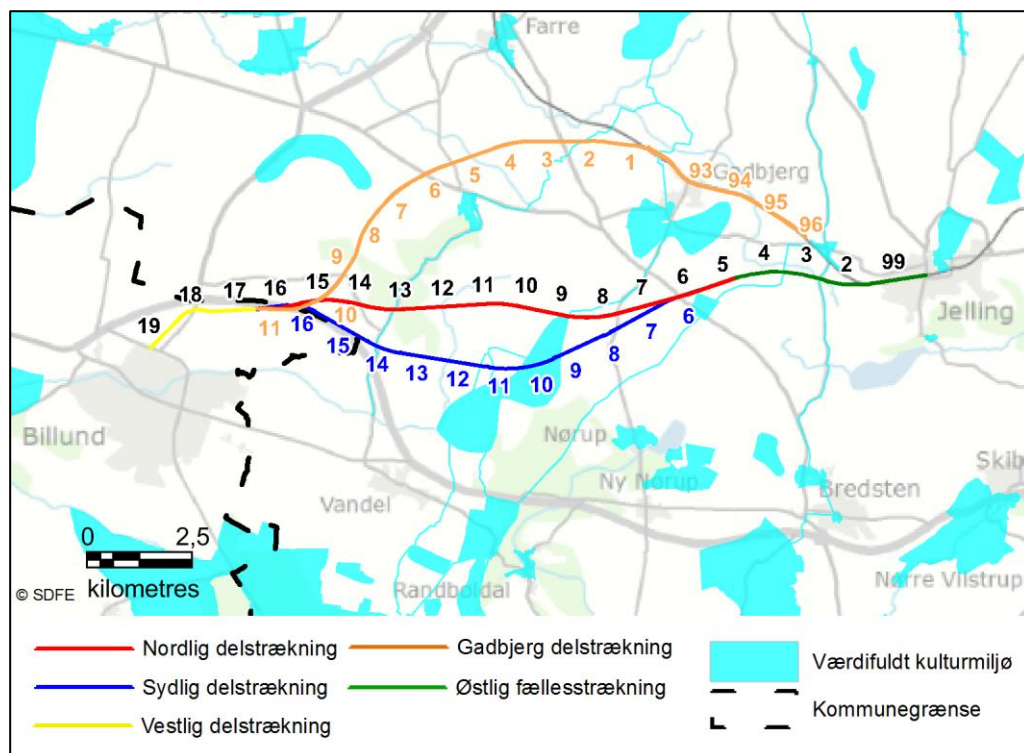 Farre
Gadbjerg
4 3 2 1
5
6
7
8
9
93
94
95
96
4 3 2 99
5
6
7
8
9
10
11
12
13
14
15
16
17
18
19
10
11
16
15
14
13
12
11
10
9
8
7
6
Jelling
Billund
Nørup
Ny Nørup
Vandel
Bredsten
Skib
Randbøldal
Nørre Vilstrup
0 2,5
kilometres
© SDFE
Nordlig delstrækning
Gadbjerg delstrækning
Værdifuldt kulturmiljø
Sydlig delstrækning
Østlig fællesstrækning
Kommunegrænse
Vestlig delstrækning